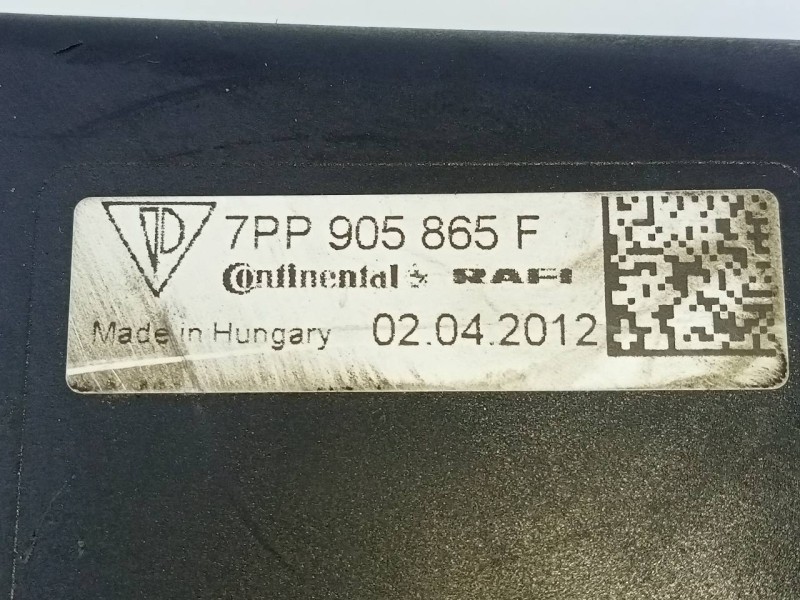 7PP 905 865 F
Continental & RAFI
Made in Hungary 02.04.2012